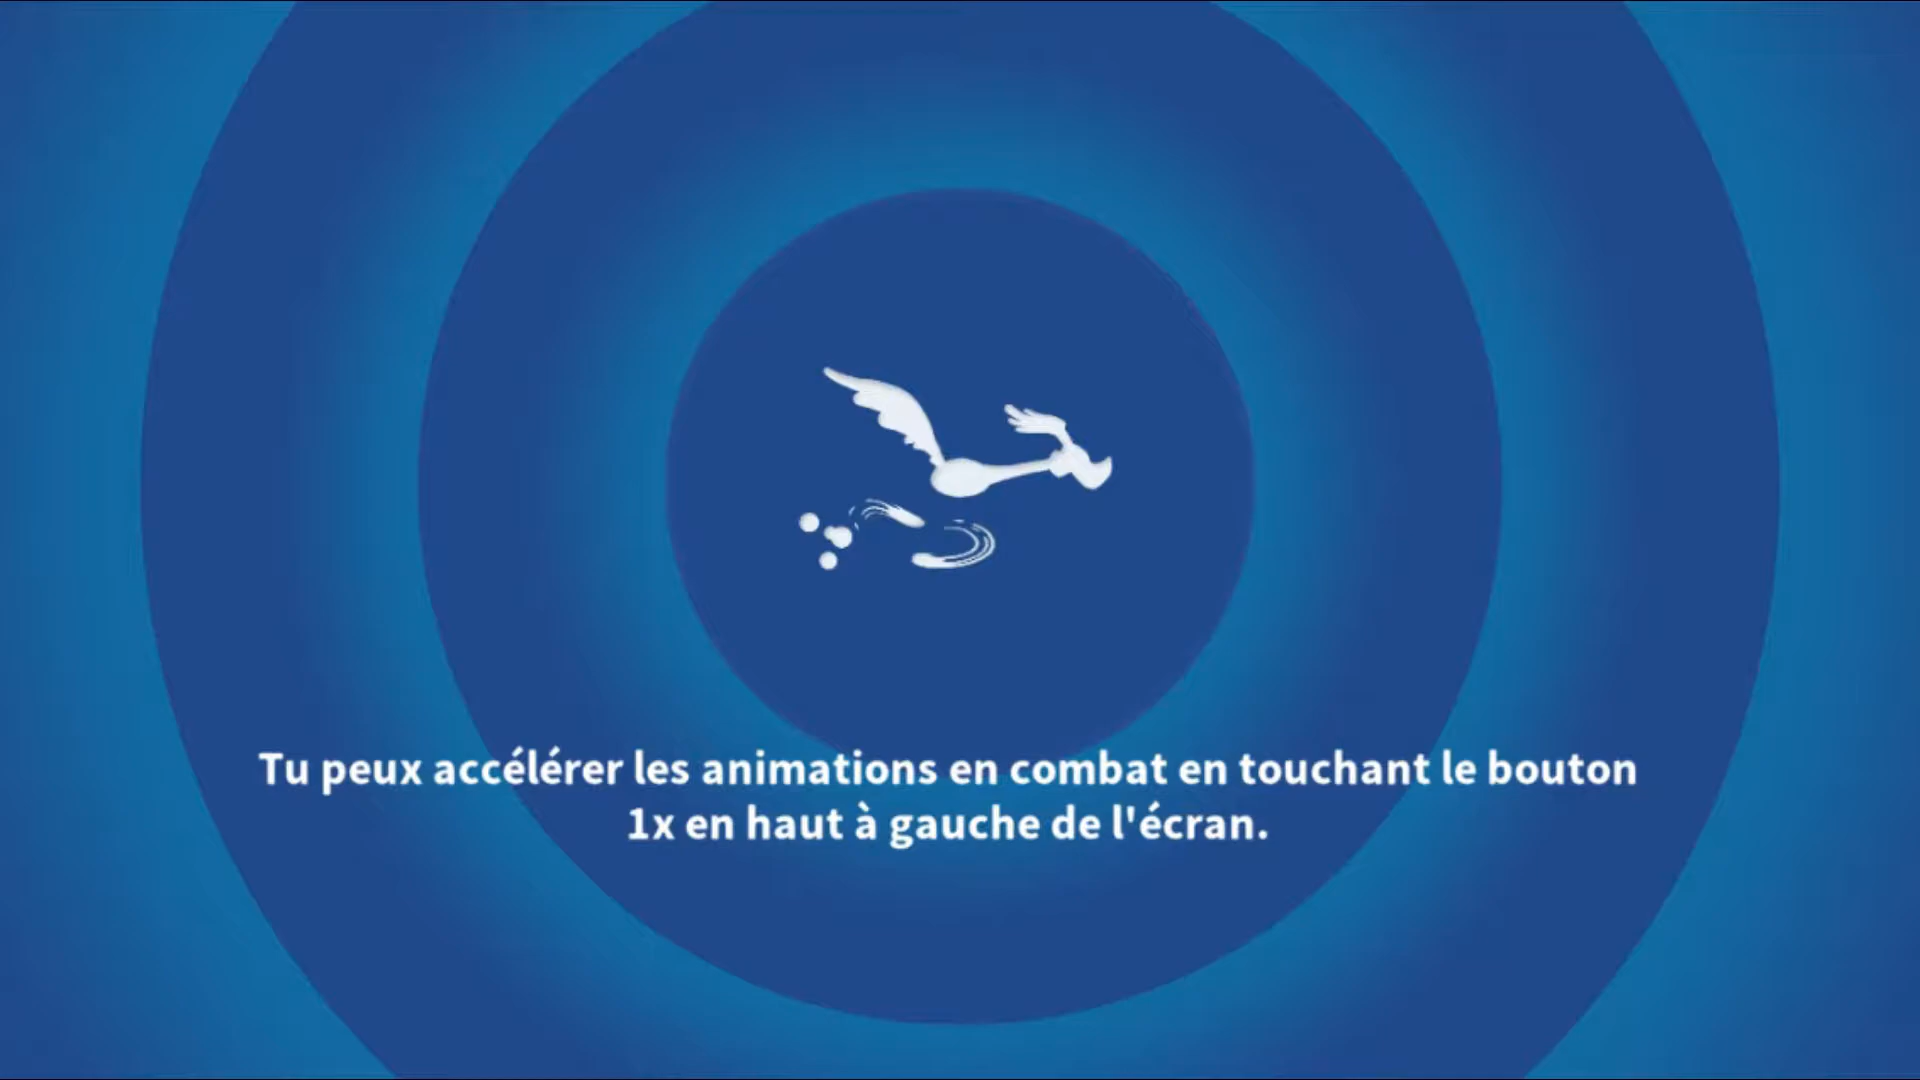 Tu peux accélérer les animations en combat en touchant le bouton
1x en haut à gauche de l'écran.